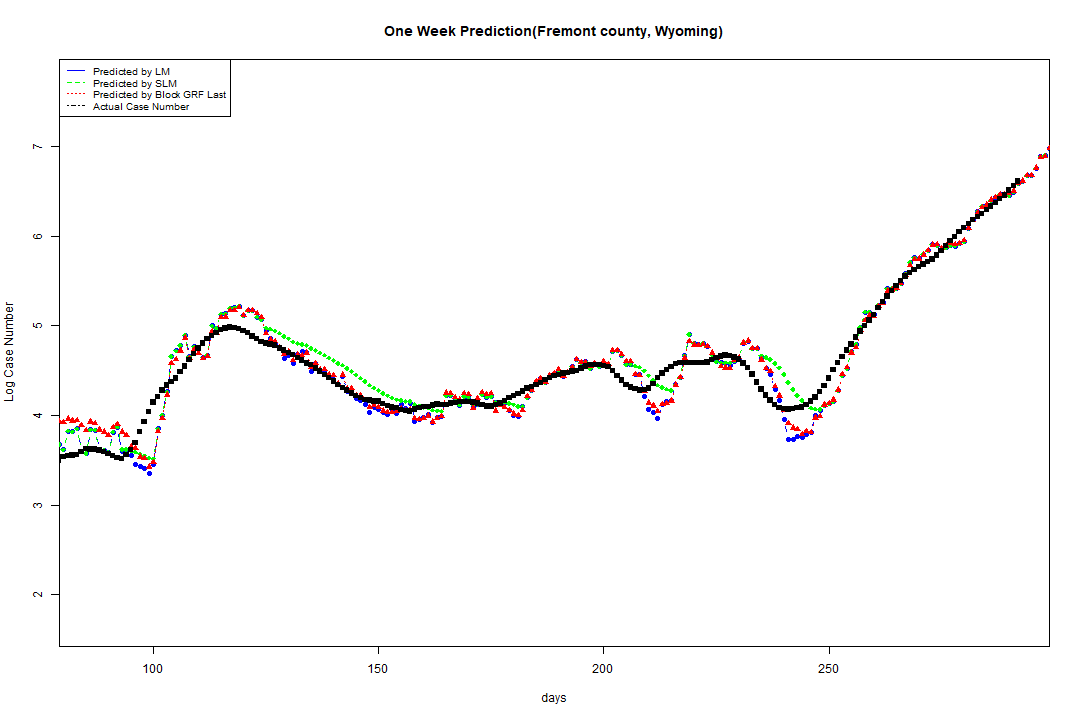 One Week Prediction(Fremont county, Wyoming)
Predicted by LM
Predicted by SLM
Predicted by Block GRF Last
Actual Case Number
7
6
5
4
3
2
Log Case Number
100 150 200 250
days